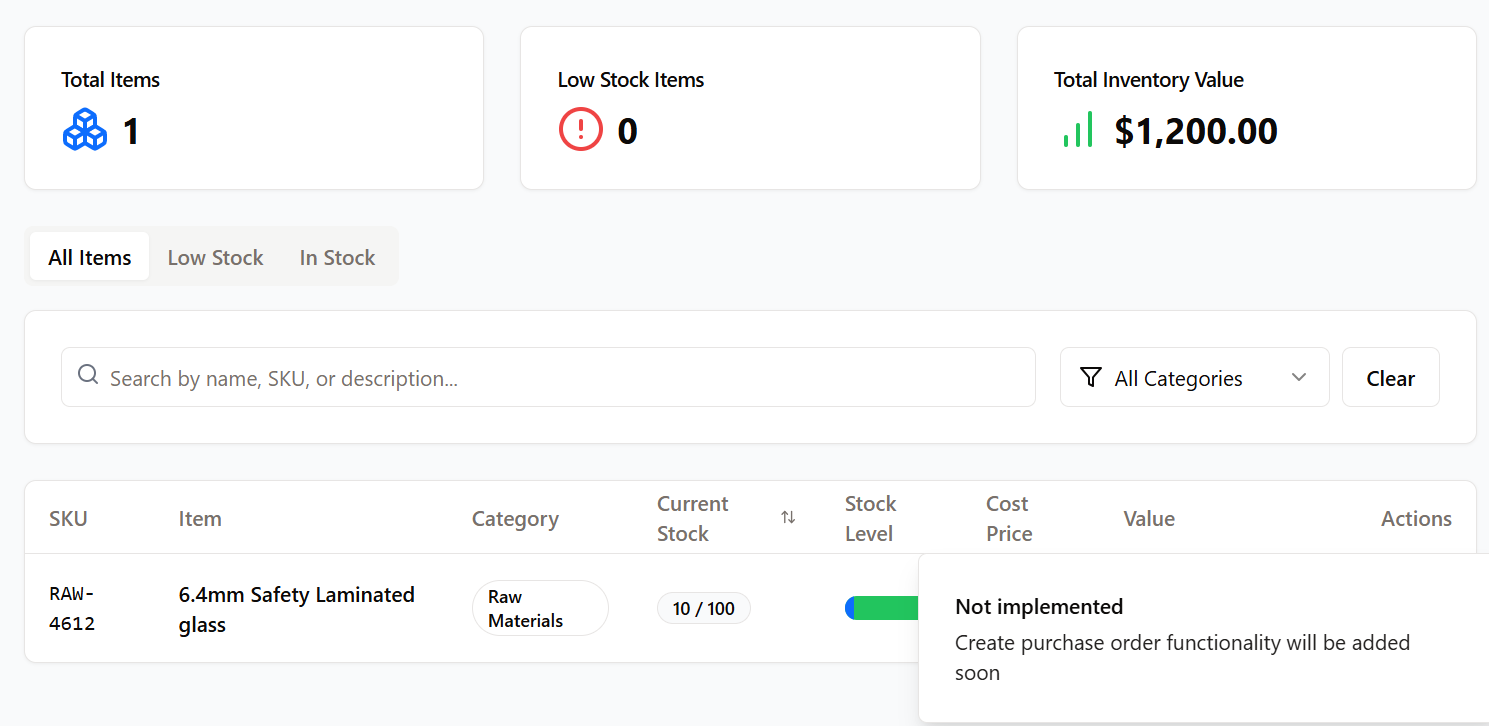 Total Items
1
Low Stock Items
0
Total Inventory Value
$1,200.00
All Items Low Stock In Stock
Search by name, SKU, or description...
All Categories
Clear
SKU
Item
Category
Current
Stock
Stock
Level
Cost
Price
Value
Actions
RAW-
4612
6.4mm Safety Laminated
glass
Raw
Materials
10 / 100
Not implemented
Create purchase order functionality will be added
soon